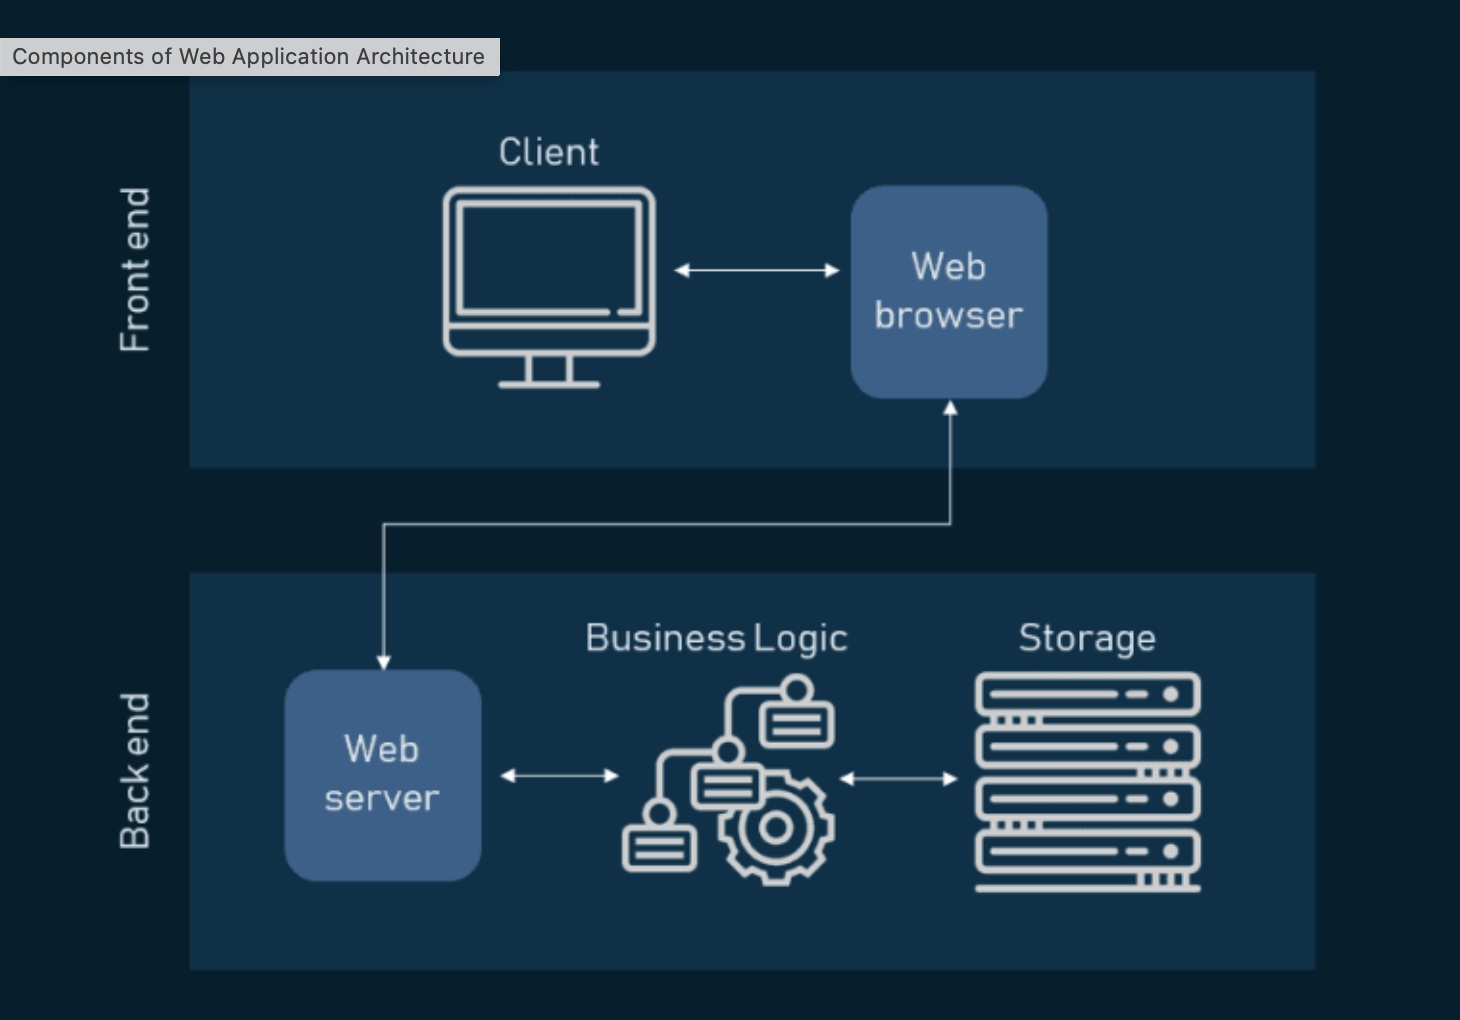 Components of Web Application Architecture
Front end
Client
Web
browser
Back end
Web
server
Business Logic
Storage